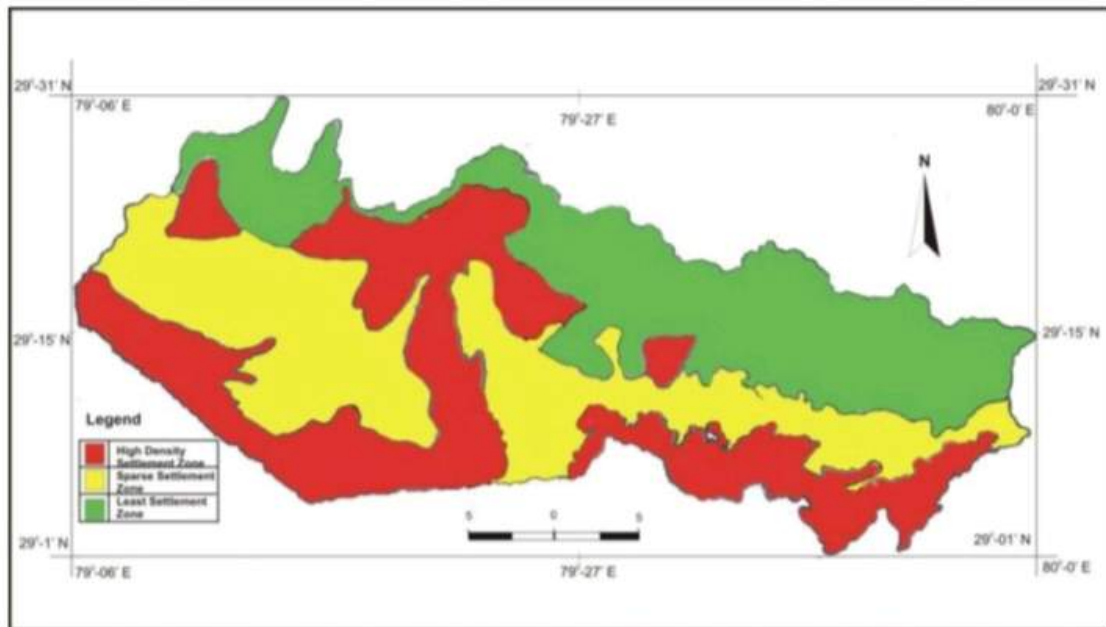 29°-31' N
29°-31' N
79°-06' E
79°-27' E
80°-0' E
N
29°-15' N
29°-15' N
Legend
High Density
Settlement Zone
Sparse Settlement
Zone
Least Settlement
Zone
5 0 5
29°-1' N
29°-01' N
79°-06' E
79°-27' E
80°-0' E